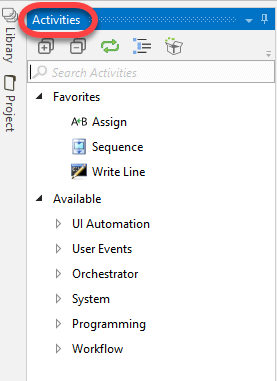 Activities
Library
Project
Search Activities
Favorites
A+B Assign
Sequence
Write Line
Available
UI Automation
User Events
Orchestrator
System
Programming
Workflow